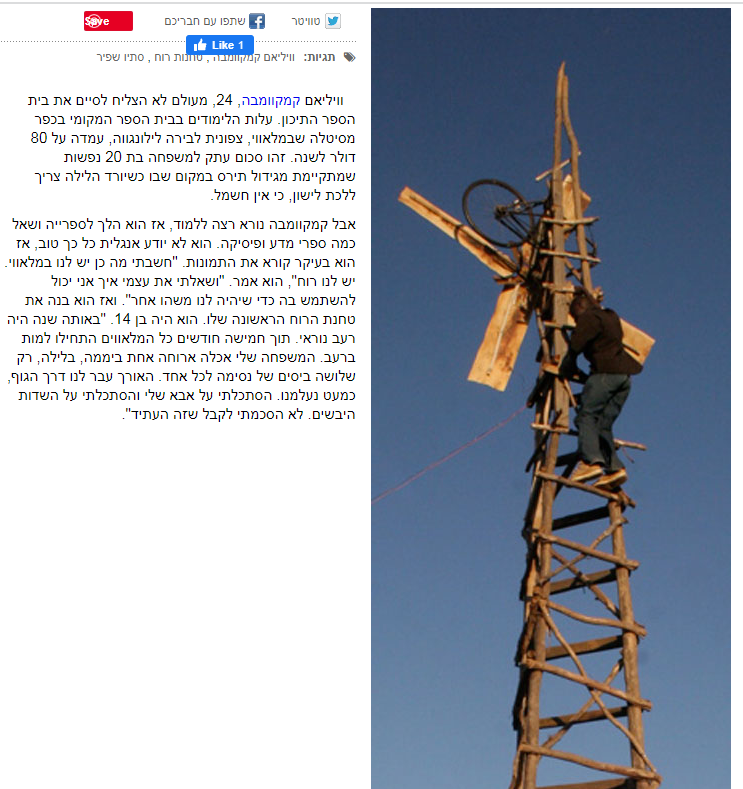 טוויטר שתפו עם חבריכם Save
Like 1
תגיות: וויליאם קמקוומבה , טחנות רוח , סתיו שפיר
וויליאם קמקוומבה, 24, מעולם לא הצליח לסיים את בית
הספר התיכון. עלות הלימודים בבית הספר המקומי בכפר
מסיטלה שבמלאווי, צפונית לבירה לילונגווה, עמדה על 80
דולר לשנה. זהו סכום עתק למשפחה בת 20 נפשות
שמתקיימת מגידול תירס במקום שבו כשיורד הלילה צריך
ללכת לישון, כי אין חשמל.
אבל קמקוומבה נורא רצה ללמוד, אז הוא הלך לספרייה ושאל
כמה ספרי מדע ופיסיקה. הוא לא יודע אנגלית כל כך טוב, אז
הוא בעיקר קורא את התמונות. "חשבתי מה כן יש לנו במלאווי.
יש לנו רוח", הוא אמר. "ושאלתי את עצמי איך אני יכול
להשתמש בה כדי שיהיה לנו משהו אחר". ואז הוא בנה את
טחנת הרוח הראשונה שלו. הוא היה בן 14. "באותה שנה היה
רעב נוראי. תוך חמישה חודשים כל המלאווים התחילו למות
ברעב. המשפחה שלי אכלה ארוחה אחת ביממה, בלילה, רק
שלושה ביסים של נסימה לכל אחד. האורך עבר לנו דרך הגוף,
כמעט נעלמנו. הסתכלתי על אבא שלי והסתכלתי על השדות
היבשים. לא הסכמתי לקבל שזה העתיד".